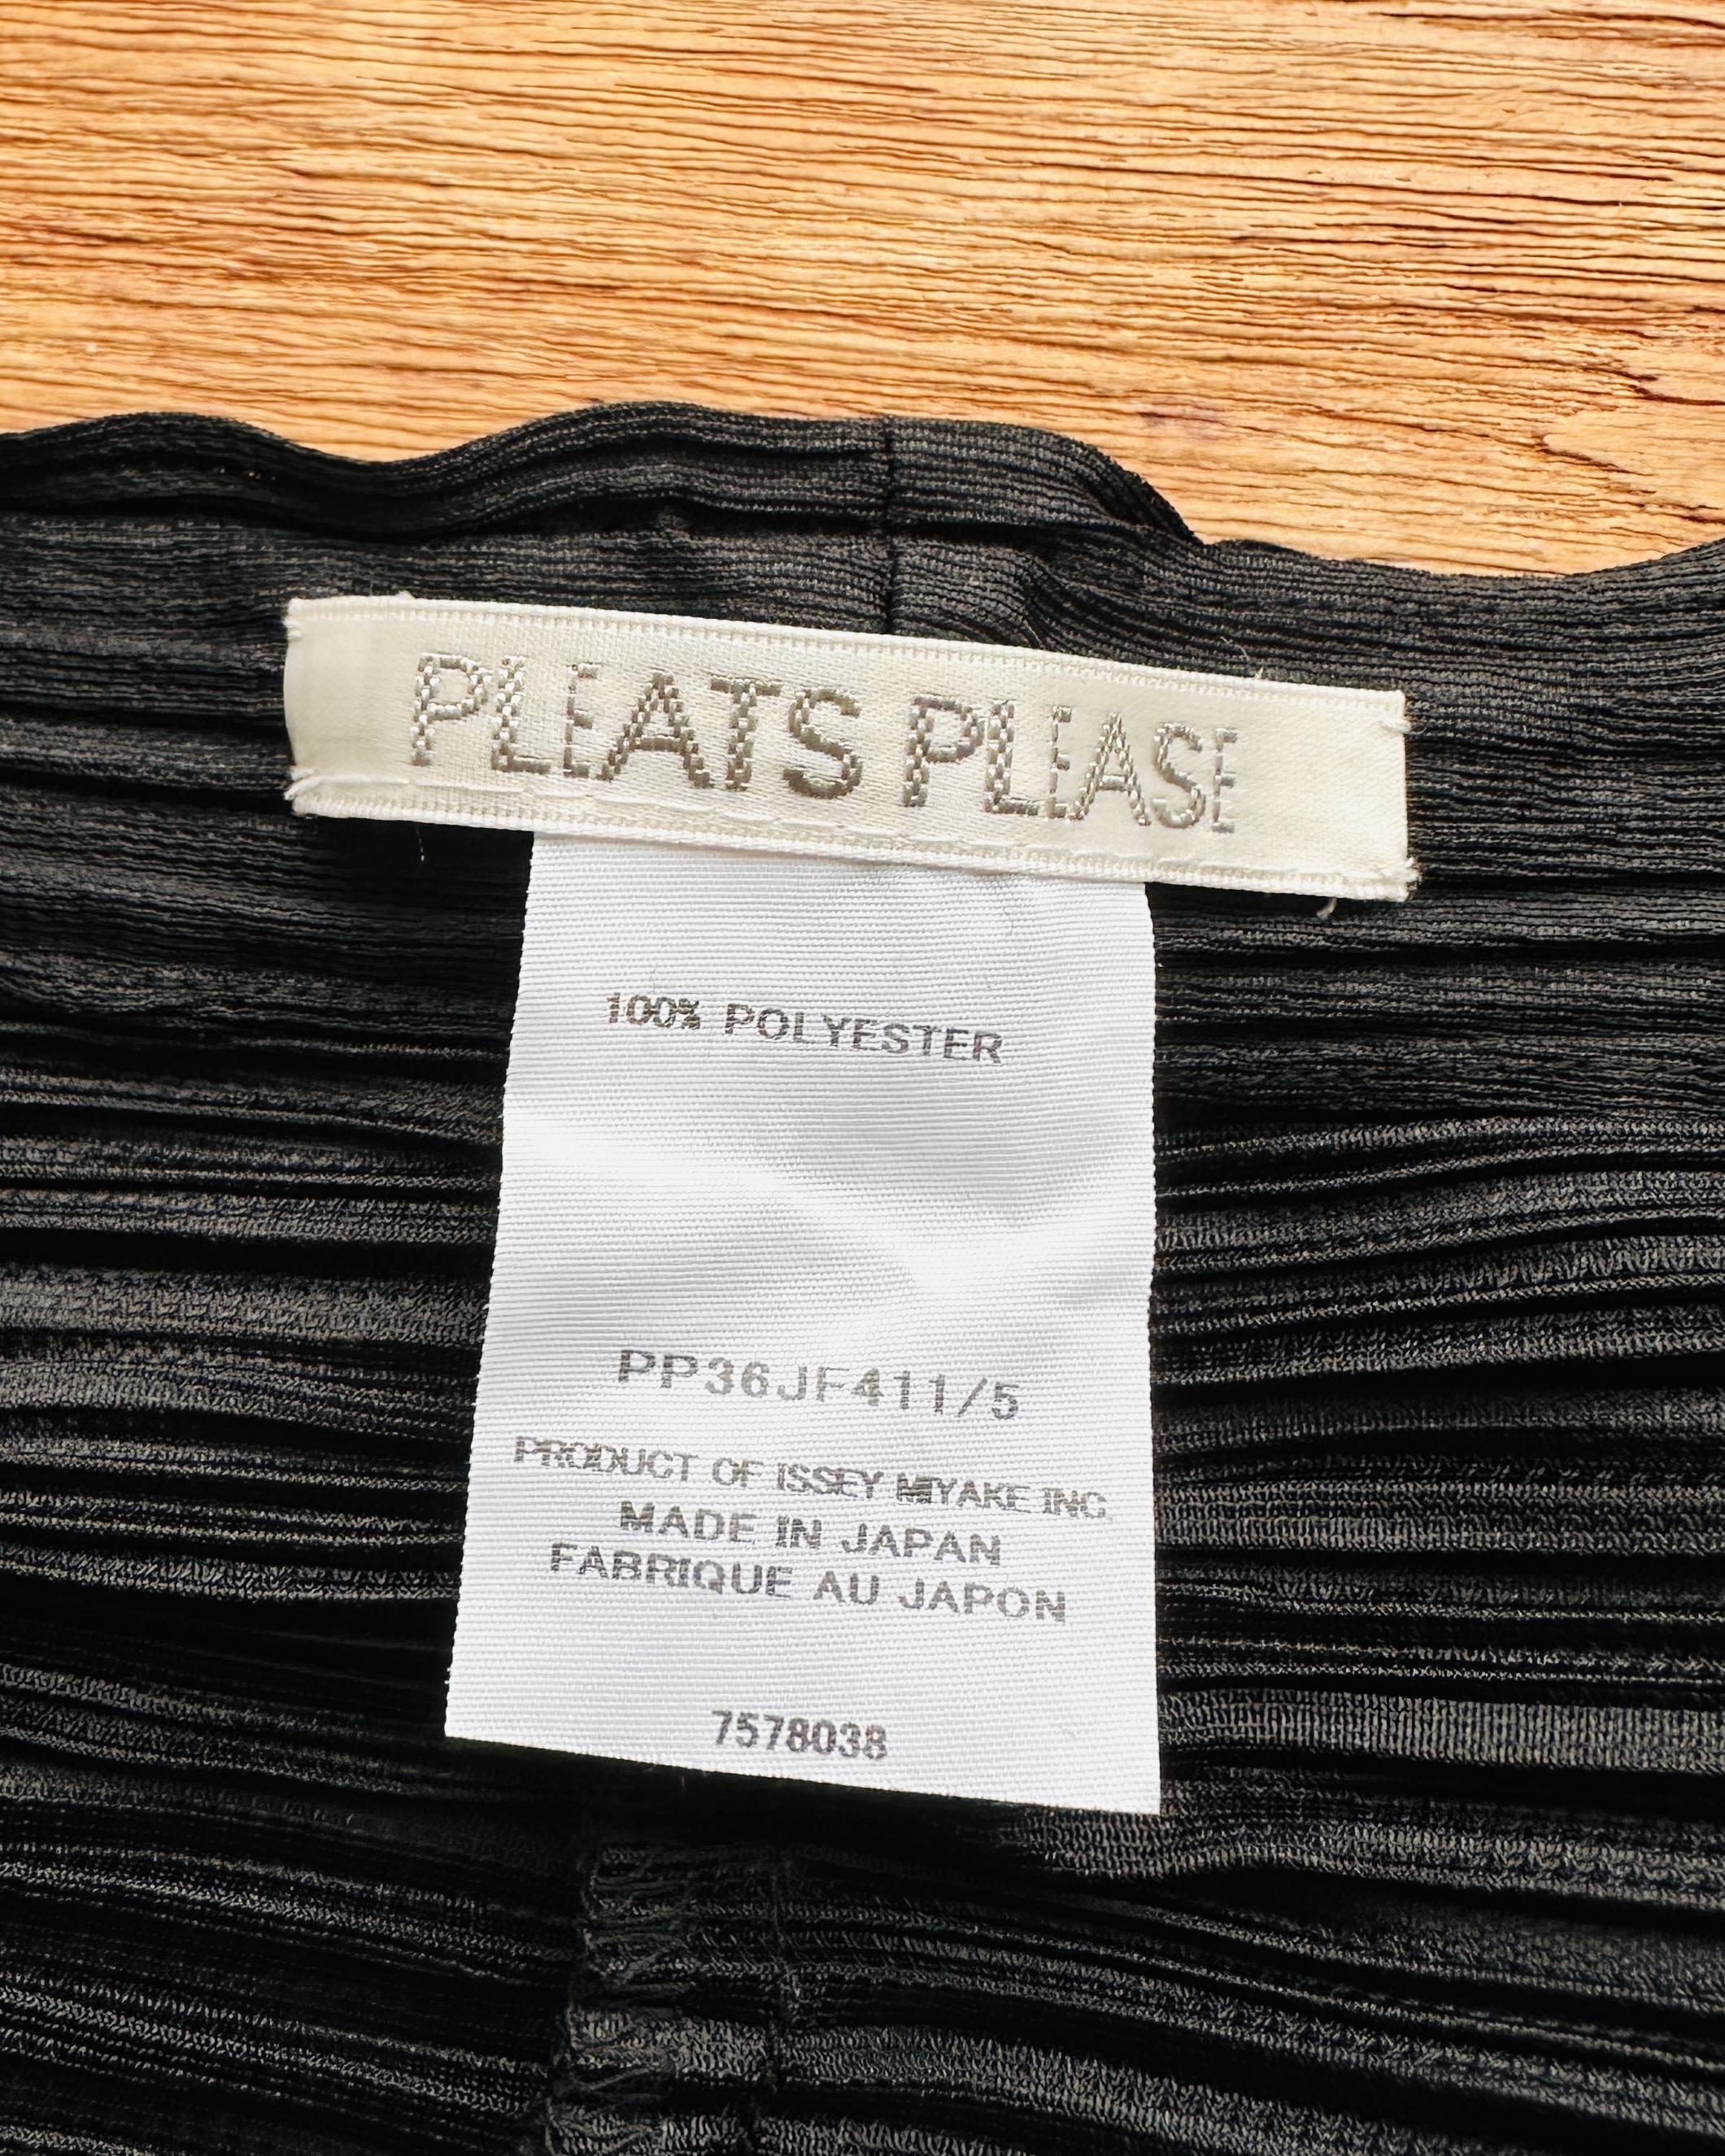 PLEATS PLEASE
100% POLYESTER
PP36JF411/5
PRODUCT OF ISSEY MIYAKE INC.
MADE IN JAPAN
FABRIQUE AU JAPON
7578038